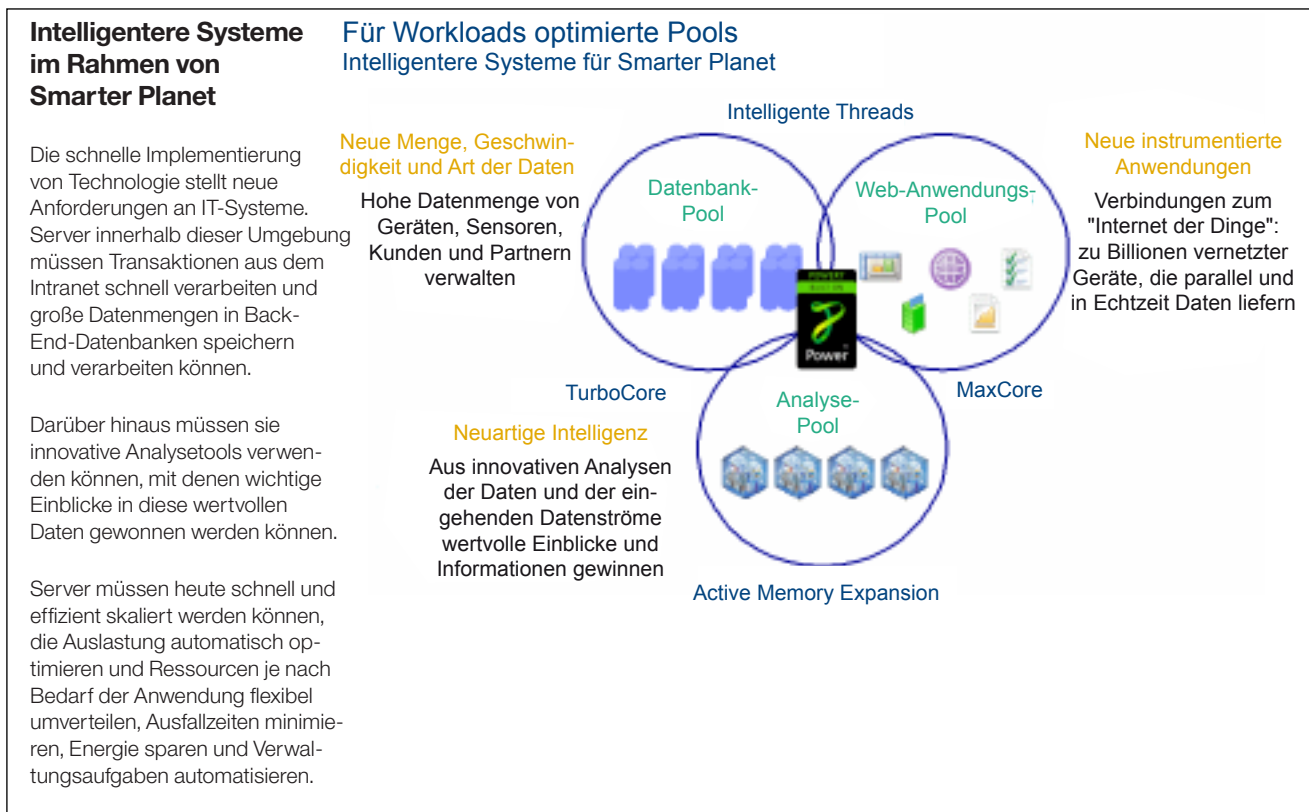 Intelligentere Systeme
im Rahmen von
Smarter Planet
Die schnelle Implementierung
von Technologie stellt neue
Anforderungen an IT-Systeme.
Server innerhalb dieser Umgebung
müssen Transaktionen aus dem
Intranet schnell verarbeiten und
große Datenmengen in Back-
End-Datenbanken speichern
und verarbeiten können.
Darüber hinaus müssen sie
innovative Analysetools verwen-
den können, mit denen wichtige
Einblicke in diese wertvollen
Daten gewonnen werden können.
Server müssen heute schnell und
effizient skaliert werden können,
die Auslastung automatisch op-
timieren und Ressourcen je nach
Bedarf der Anwendung flexibel
umverteilen, Ausfallzeiten minimie-
ren, Energie sparen und Verwal-
tungsaufgaben automatisieren.
Für Workloads optimierte Pools
Intelligentere Systeme für Smarter Planet
Intelligente Threads
Neue Menge, Geschwin-
digkeit und Art der Daten
Hohe Datenmenge von
Geräten, Sensoren,
Kunden und Partnern
verwalten
Datenbank-
Pool
Web-Anwendungs-
Pool
Neue instrumentierte
Anwendungen
Verbindungen zum
"Internet der Dinge":
zu Billionen vernetzter
Geräte, die parallel und
in Echtzeit Daten liefern
Power
TurboCore
MaxCore
Analyse-
Pool
Neuartige Intelligenz
Aus innovativen Analysen
der Daten und der ein-
gehenden Datenströme
wertvolle Einblicke und
Informationen gewinnen
Active Memory Expansion